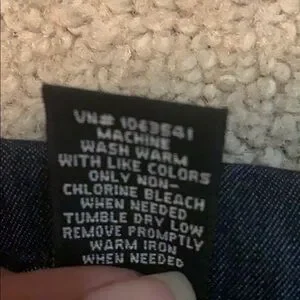 VN# 1063541
MACHINE
WASH WARM
WITH LIKE COLORS
ONLY NON-
CHLORINE BLEACH
WHEN NEEDED
TUMBLE DRY LOW
REMOVE PROMPTLY
WARM IRON
WHEN NEEDED